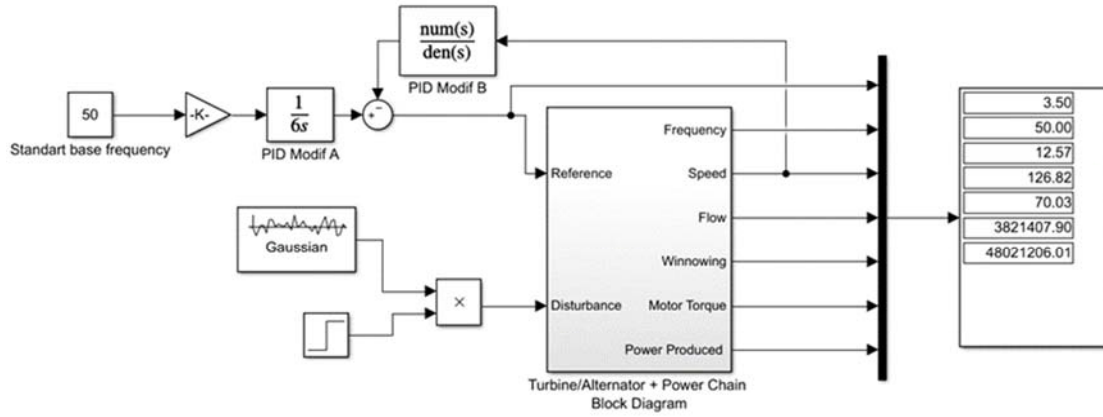 num(s)
den(s)
PID Modif B
50
Standart base frequency
-K-
1
6s
PID Modif A
+
−
Gaussian
×
Reference
Disturbance
Frequency
Speed
Flow
Winnowing
Motor Torque
Power Produced
Turbine/Alternator + Power Chain
Block Diagram
3.50
50.00
12.57
126.82
70.03
3821407.90
48021206.01